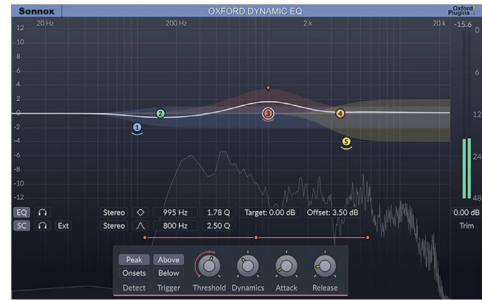 Sonnox OXFORD DYNAMIC EQ Oxford Plugins
20 Hz 200 Hz 2 k 20 k -15.6
12 0
10
8
6 6
4
2
0 12
-2
-4
-6 24
-8
-10
-12 48
1 2 3 4 5
EQ Stereo 995 Hz 1.78 Q Target: 0.00 dB Offset: 3.50 dB 0.00 dB
SC Ext Stereo 800 Hz 2.50 Q Trim
Peak Above
Onsets Below
Detect Trigger Threshold Dynamics Attack Release